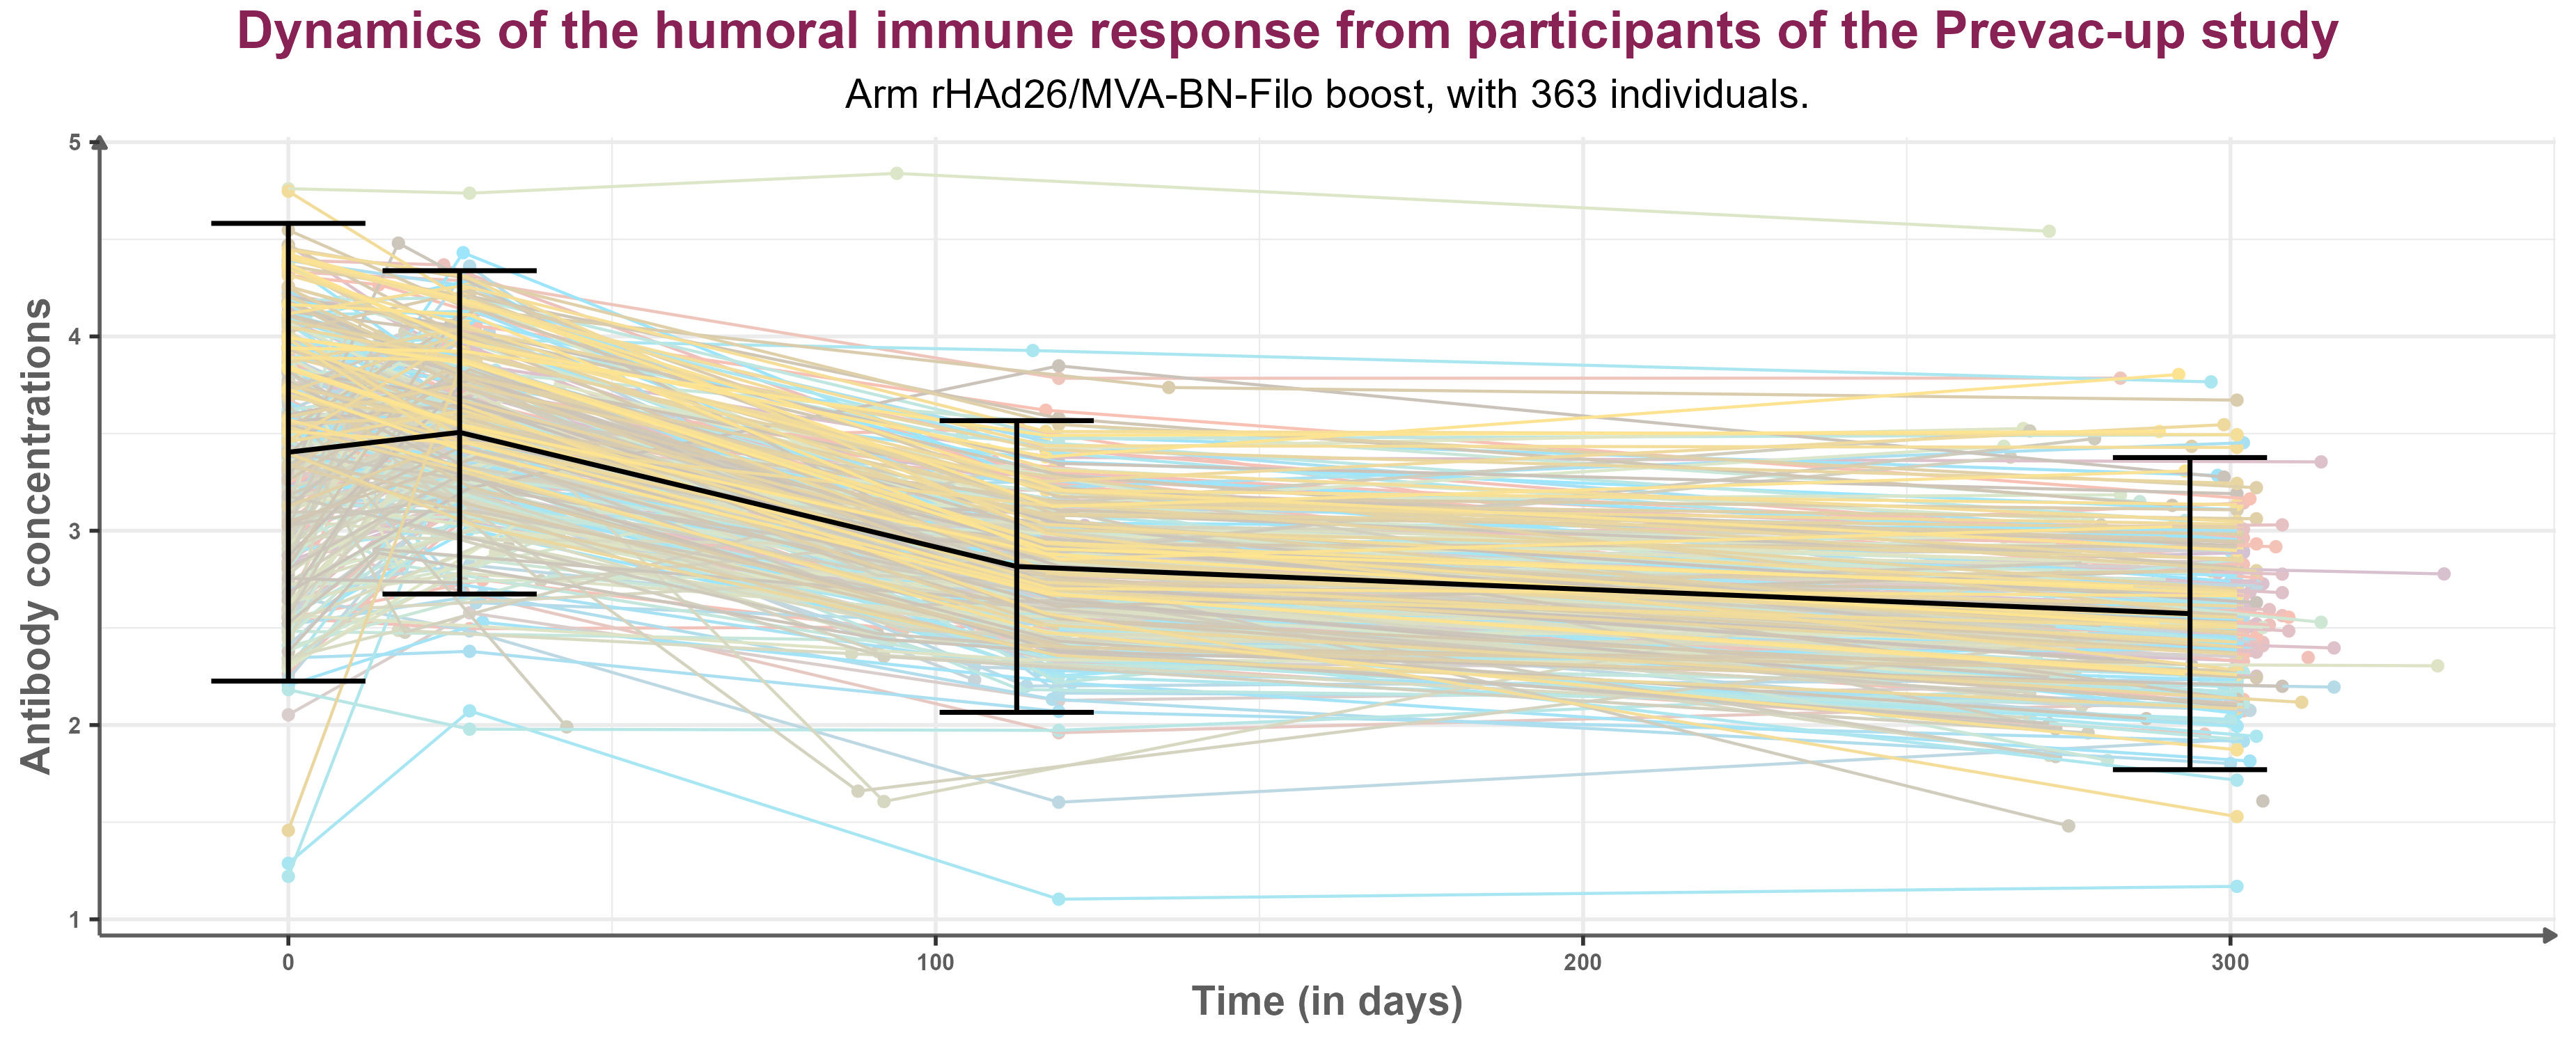 Dynamics of the humoral immune response from participants of the Prevac-up study
Arm rHAd26/MVA-BN-Filo boost, with 363 individuals.
Antibody concentrations
5
4
3
2
1
0
100
200
300
Time (in days)